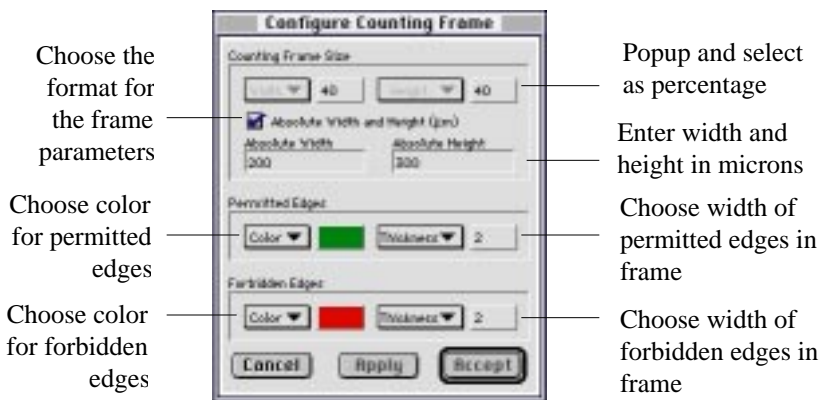 Configure Counting Frame
Choose the
format for
the frame
parameters
Counting Frame Size
Width 40 Height 40
Absolute Width and Height (µm)
Absolute Width Absolute Height
200 300
Popup and select
as percentage
Enter width and
height in microns
Choose color
for permitted
edges
Permitted Edges
Color Thickness 2
Choose width of
permitted edges in
frame
Choose color
for forbidden
edges
Forbidden Edges
Color Thickness 2
Choose width of
forbidden edges in
frame
Cancel Apply Accept